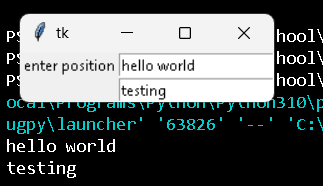 tk
enter position hello world
testing
PS hool\
PS hool\
PS hool\
ocal\Programs\Python\Python310\p
ugpy\launcher' '63826' '--' 'C:\
hello world
testing